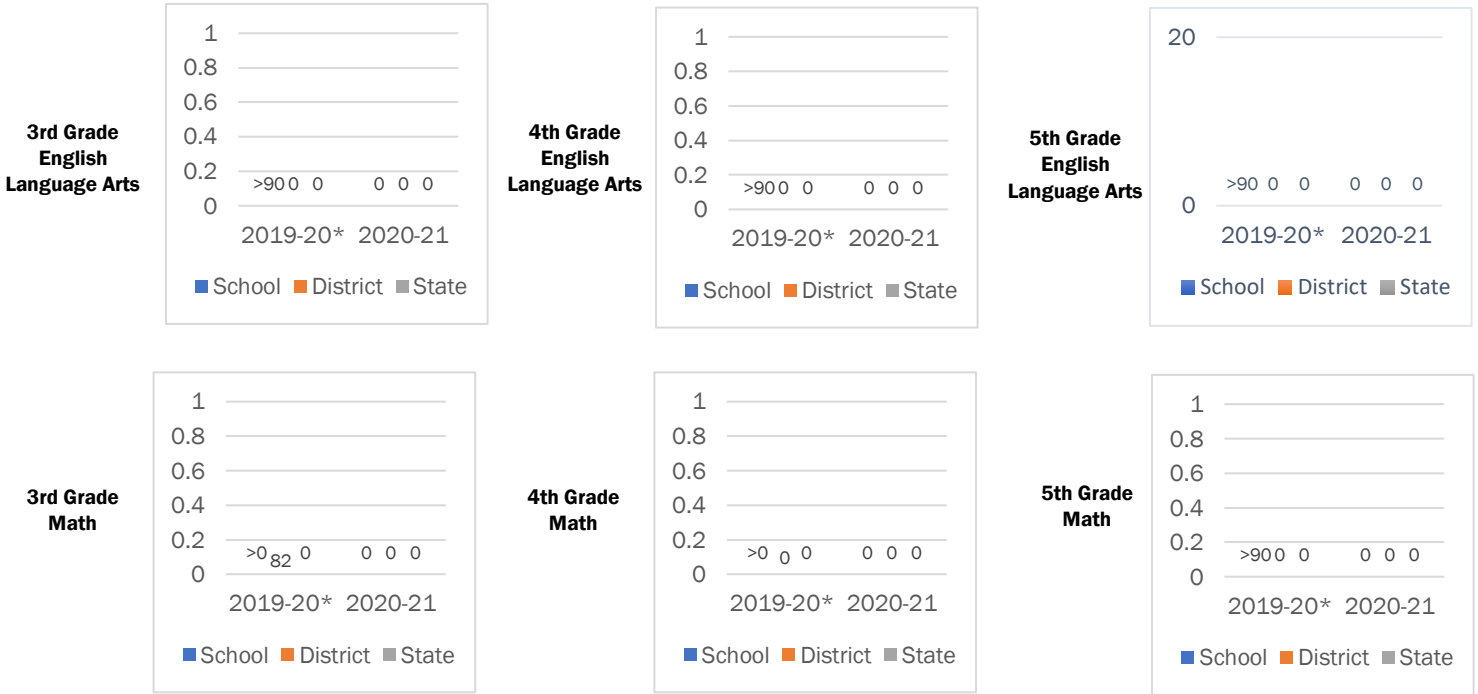 3rd Grade
English
Language Arts
1
0.8
0.6
0.4
0.2
0
>90 0 0 0 0 0
2019-20* 2020-21
School District State
4th Grade
English
Language Arts
1
0.8
0.6
0.4
0.2
0
>90 0 0 0 0 0
2019-20* 2020-21
School District State
5th Grade
English
Language Arts
20
0
>90 0 0 0 0 0
2019-20* 2020-21
School District State
3rd Grade
Math
1
0.8
0.6
0.4
0.2
0
>0 82 0 0 0 0
2019-20* 2020-21
School District State
4th Grade
Math
1
0.8
0.6
0.4
0.2
0
>0 0 0 0 0 0
2019-20* 2020-21
School District State
5th Grade
Math
1
0.8
0.6
0.4
0.2
0
>90 0 0 0 0 0
2019-20* 2020-21
School District State